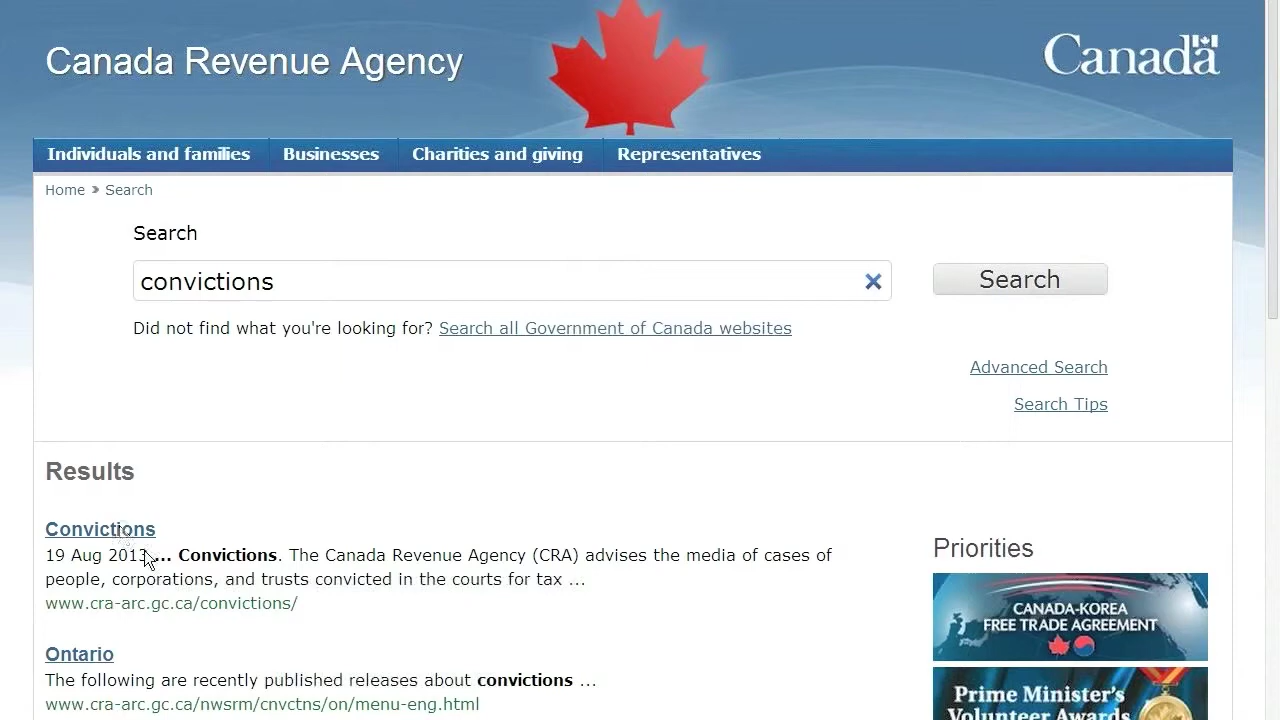 Canada Revenue Agency
Canada
Individuals and families Businesses Charities and giving Representatives
Home » Search
Search
convictions
Search
Did not find what you're looking for? Search all Government of Canada websites
Advanced Search
Search Tips
Results
Convictions
19 Aug 2013 ... Convictions. The Canada Revenue Agency (CRA) advises the media of cases of
people, corporations, and trusts convicted in the courts for tax ...
www.cra-arc.gc.ca/convictions/
Ontario
The following are recently published releases about convictions ...
www.cra-arc.gc.ca/nwsrm/cnvctns/on/menu-eng.html
Priorities
CANADA-KOREA
FREE TRADE AGREEMENT
Prime Minister's
Volunteer Awards